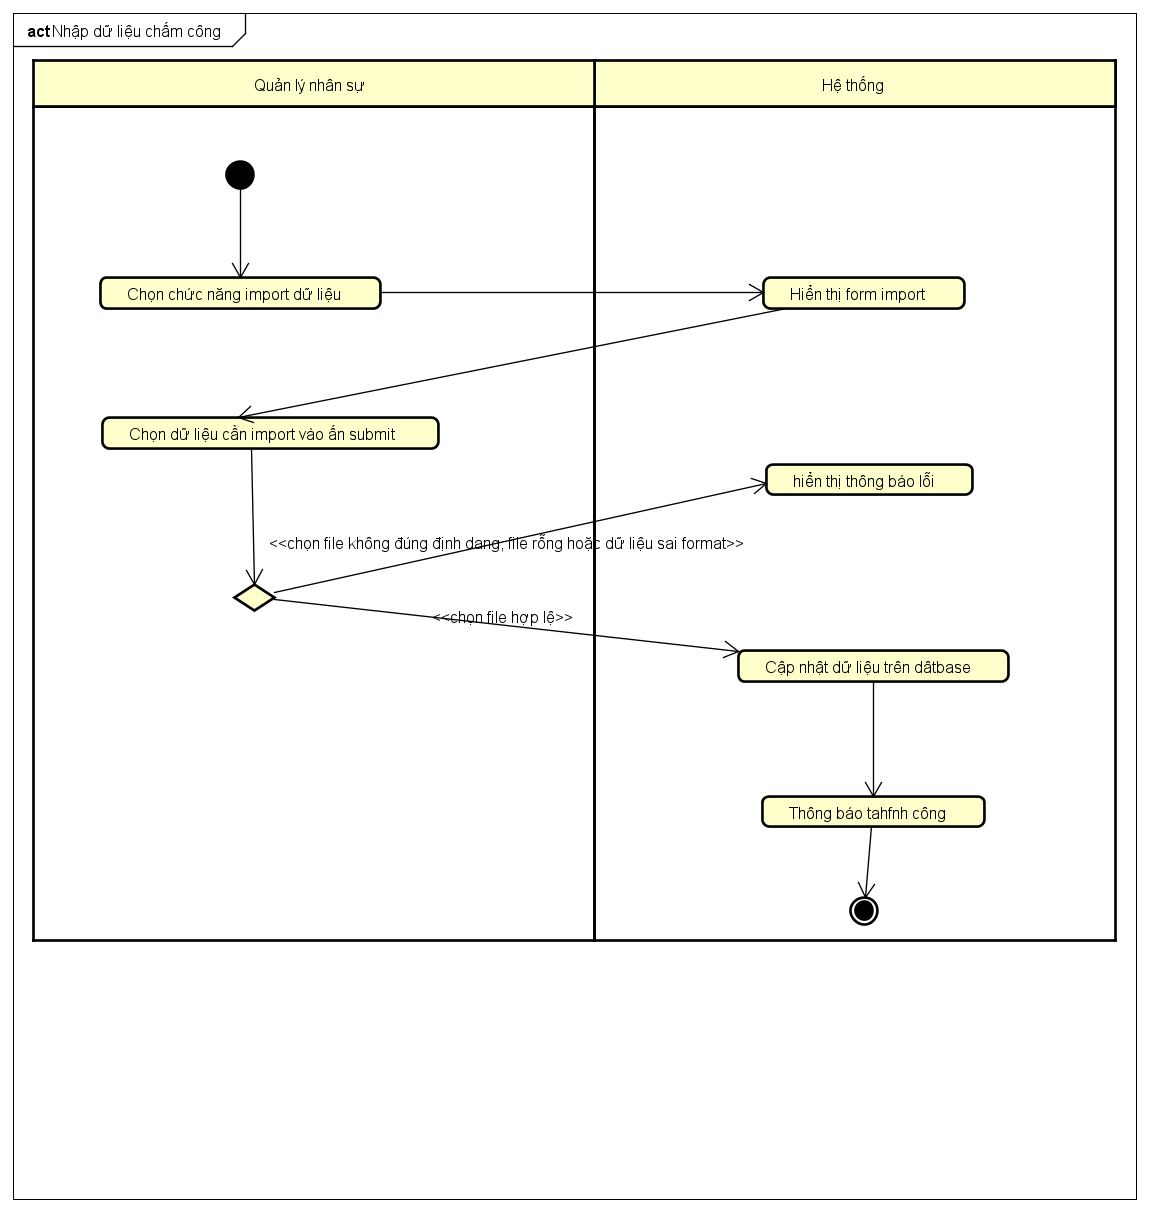 act Nhập dữ liệu chấm công
Quản lý nhân sự
Hệ thống
Chọn chức năng import dữ liệu
Hiển thị form import
Chọn dữ liệu cần import vào ấn submit
hiển thị thông báo lỗi
<<chọn file không đúng định dang, file rỗng hoặc dữ liệu sai format>>
<<chọn file hợp lệ>>
Cập nhật dữ liệu trên dâtbase
Thông báo tahfnh công